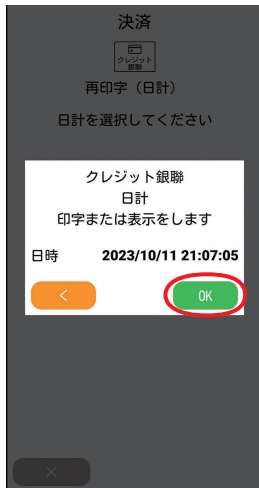 決済
クレジット
銀聯
再印字（日計）
日計を選択してください
クレジット銀聯
日計
印字または表示をします
日時 2023/10/11 21:07:05
< OK
×